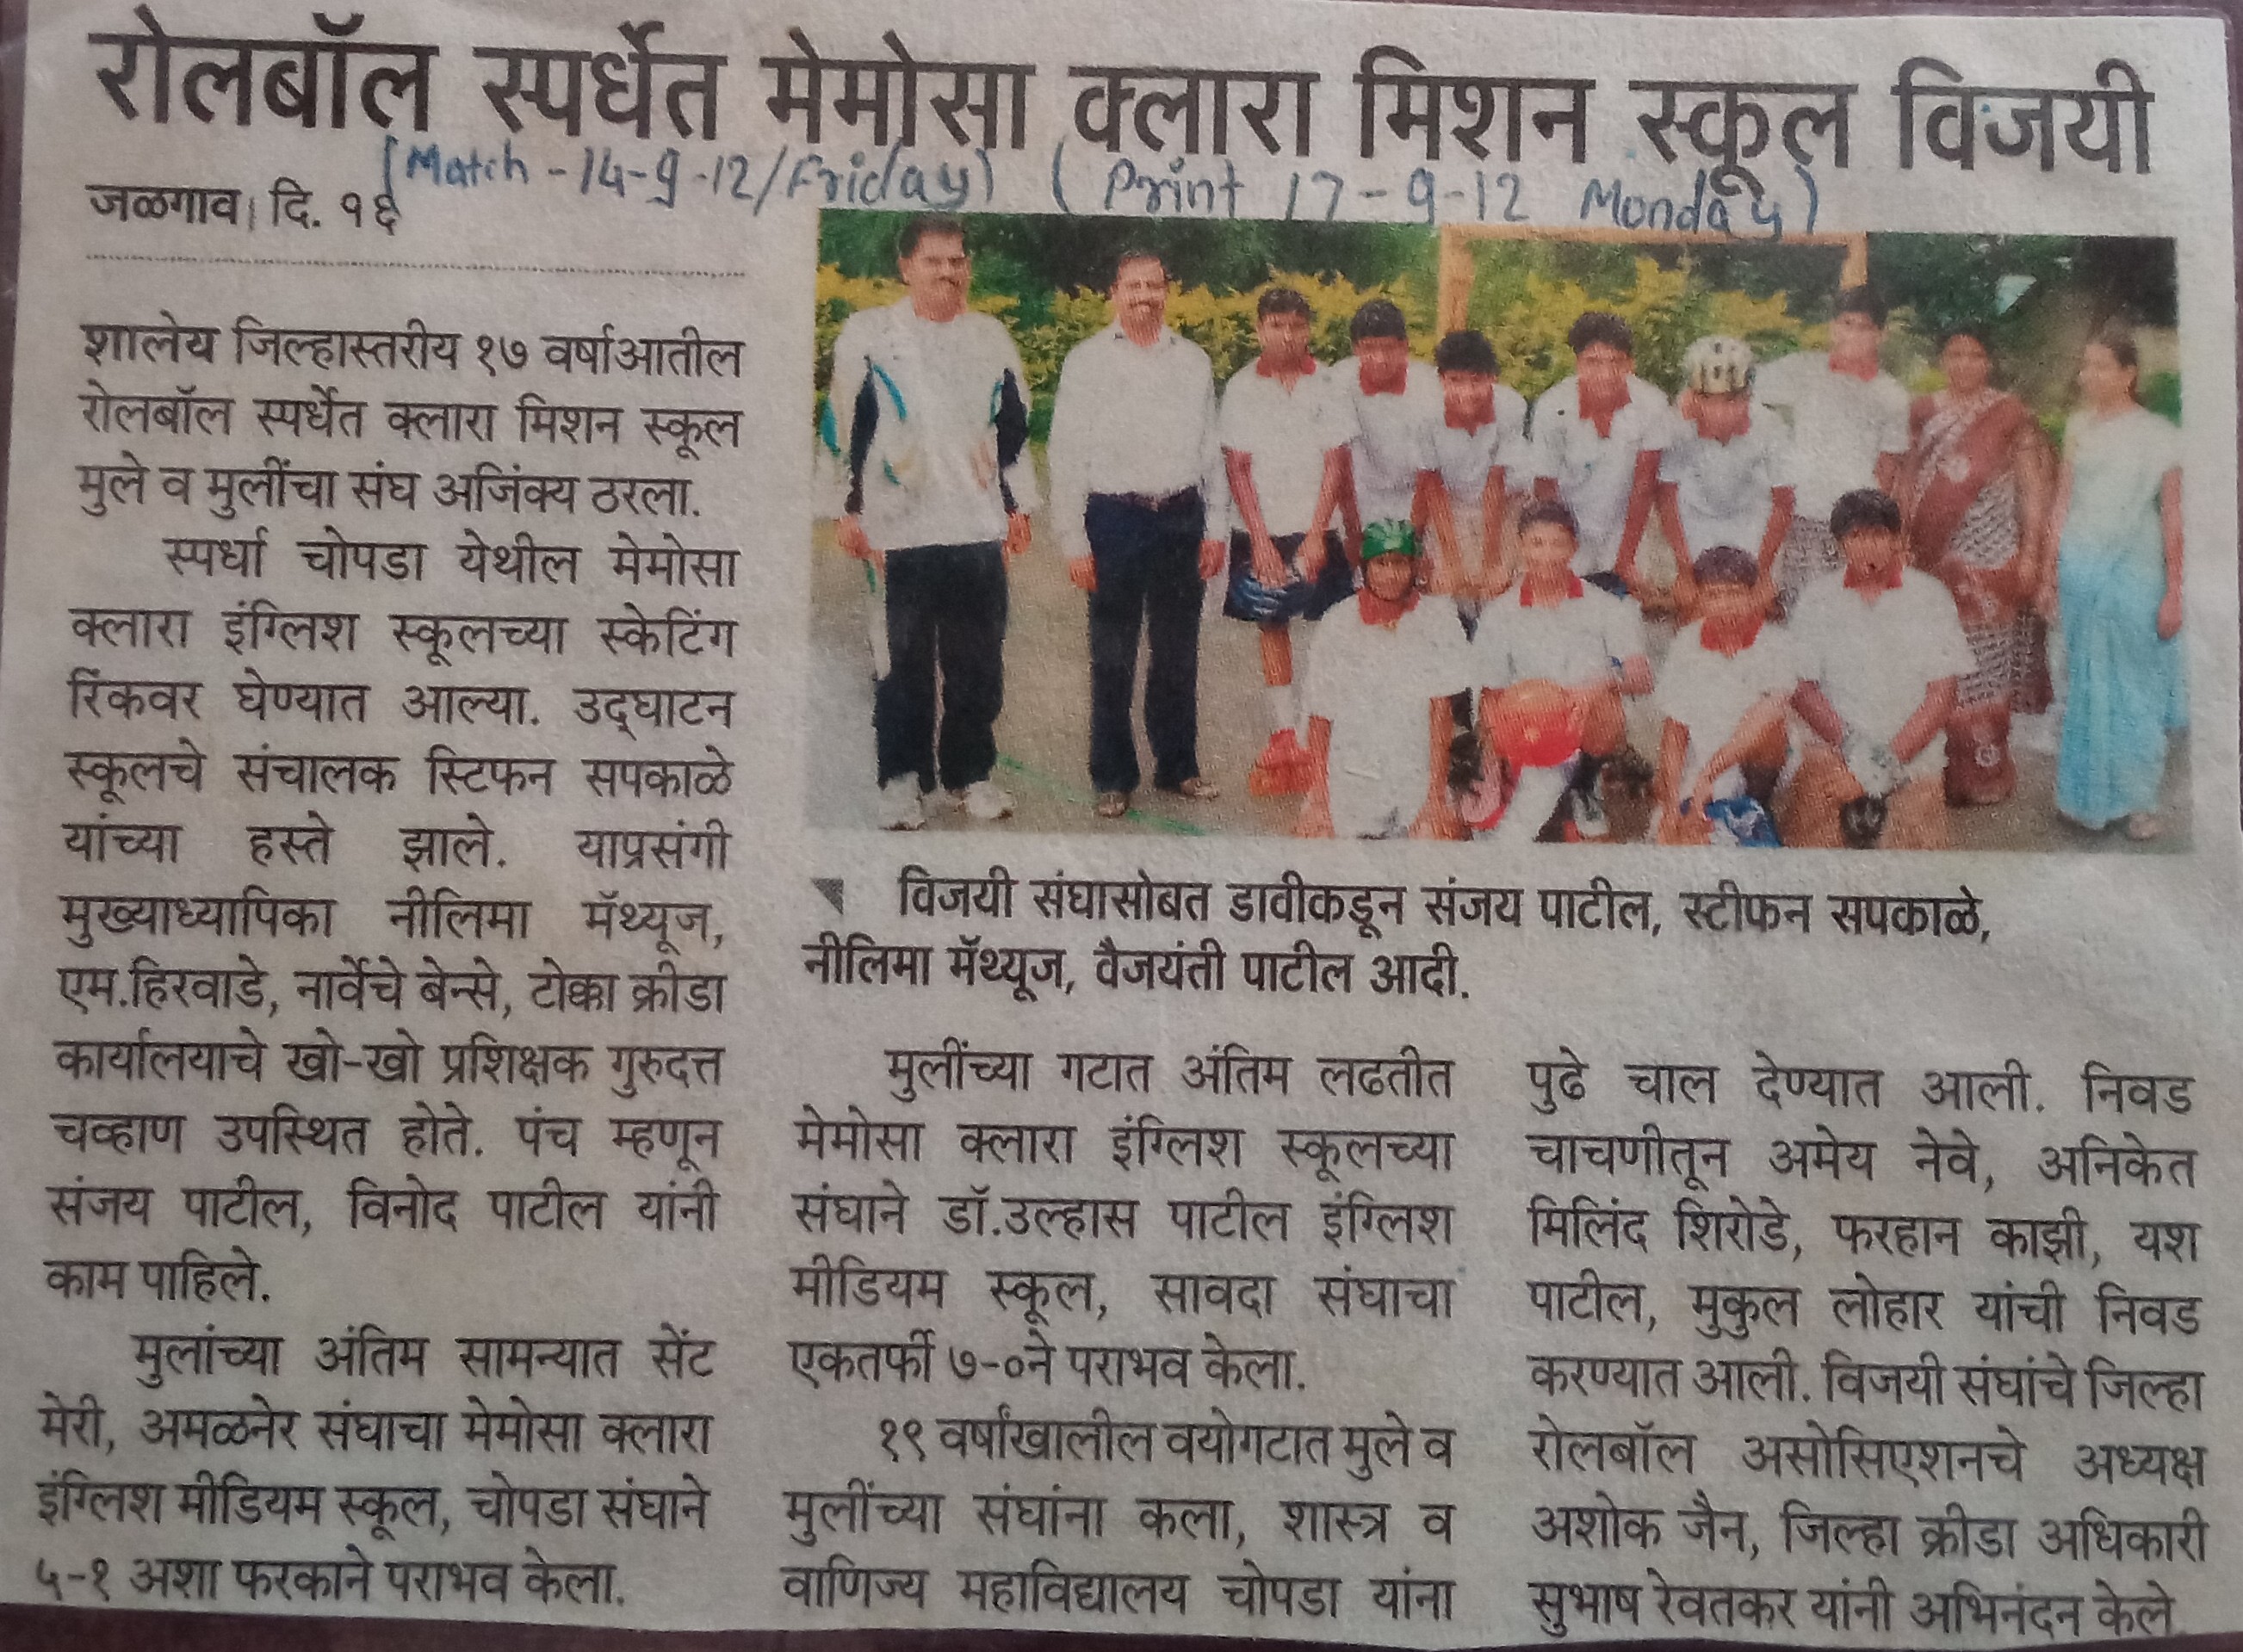 रोलबॉल स्पर्धेत मेमोसा क्लारा मिशन स्कूल विजयी
(Match - 14-9-12/Friday) (Print 17-9-12 Monday)
जळगाव। दि. १६
शालेय जिल्हास्तरीय १७ वर्षाआतील
रोलबॉल स्पर्धेत क्लारा मिशन स्कूल
मुले व मुलींचा संघ अजिंक्य ठरला.
स्पर्धा चोपडा येथील मेमोसा
क्लारा इंग्लिश स्कूलच्या स्केटिंग
रिंकवर घेण्यात आल्या. उद्घाटन
स्कूलचे संचालक स्टिफन सपकाळे
यांच्या हस्ते झाले. याप्रसंगी
मुख्याध्यापिका नीलिमा मॅथ्यूज,
एम.हिरवाडे, नार्वेचे बेन्से, टोक्का क्रीडा
कार्यालयाचे खो-खो प्रशिक्षक गुरुदत्त
चव्हाण उपस्थित होते. पंच म्हणून
संजय पाटील, विनोद पाटील यांनी
काम पाहिले.
मुलांच्या अंतिम सामन्यात सेंट
मेरी, अमळनेर संघाचा मेमोसा क्लारा
इंग्लिश मीडियम स्कूल, चोपडा संघाने
५-१ अशा फरकाने पराभव केला.
विजयी संघासोबत डावीकडून संजय पाटील, स्टीफन सपकाळे,
नीलिमा मॅथ्यूज, वैजयंती पाटील आदी.
मुलींच्या गटात अंतिम लढतीत
मेमोसा क्लारा इंग्लिश स्कूलच्या
संघाने डॉ.उल्हास पाटील इंग्लिश
मीडियम स्कूल, सावदा संघाचा
एकतर्फी ७-०ने पराभव केला.
१९ वर्षांखालील वयोगटात मुले व
मुलींच्या संघांना कला, शास्त्र व
वाणिज्य महाविद्यालय चोपडा यांना
पुढे चाल देण्यात आली. निवड
चाचणीतून अमेय नेवे, अनिकेत
मिलिंद शिरोडे, फरहान काझी, यश
पाटील, मुकुल लोहार यांची निवड
करण्यात आली. विजयी संघांचे जिल्हा
रोलबॉल असोसिएशनचे अध्यक्ष
अशोक जैन, जिल्हा क्रीडा अधिकारी
सुभाष रेवतकर यांनी अभिनंदन केले